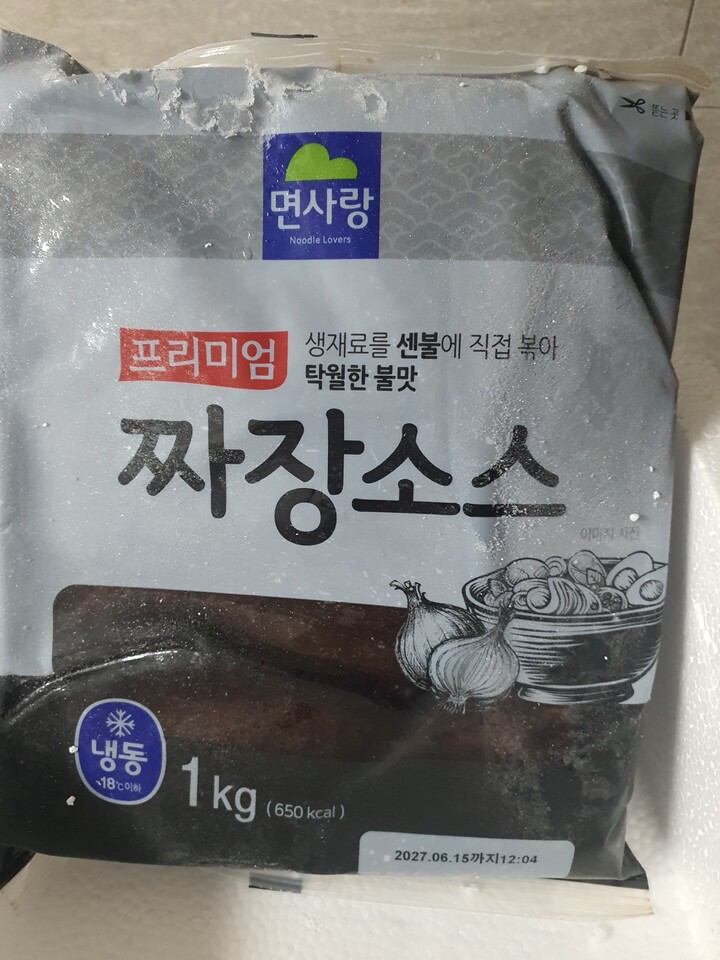 뜯는 곳
면사랑
Noodle Lovers
프리미엄
생재료를 센불에 직접 볶아
탁월한 불맛
짜장소스
이미지 사진
냉동
-18℃이하
1kg (650 kcal)
2027.06.15까지12:04